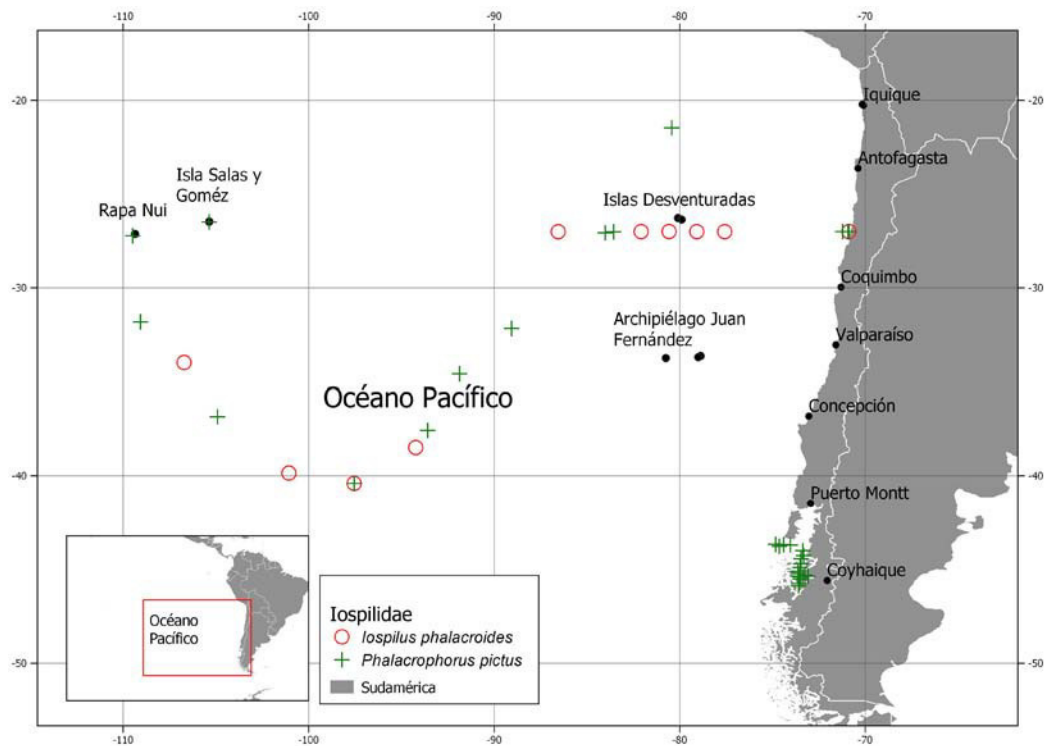 -110
-100
-90
-80
-70
-20
-20
Iquique
Antofagasta
Isla Salas y
Goméz
Rapa Nui
Islas Desventuradas
-30
-30
Coquimbo
Archipiélago Juan
Fernández
Valparaíso
Océano Pacífico
Concepción
-40
-40
Puerto Montt
Coyhaique
Océano
Pacífico
Iospilidae
Iospilus phalacroides
Phalacrophorus pictus
Sudamérica
-50
-50
-110
-100
-90
-80
-70